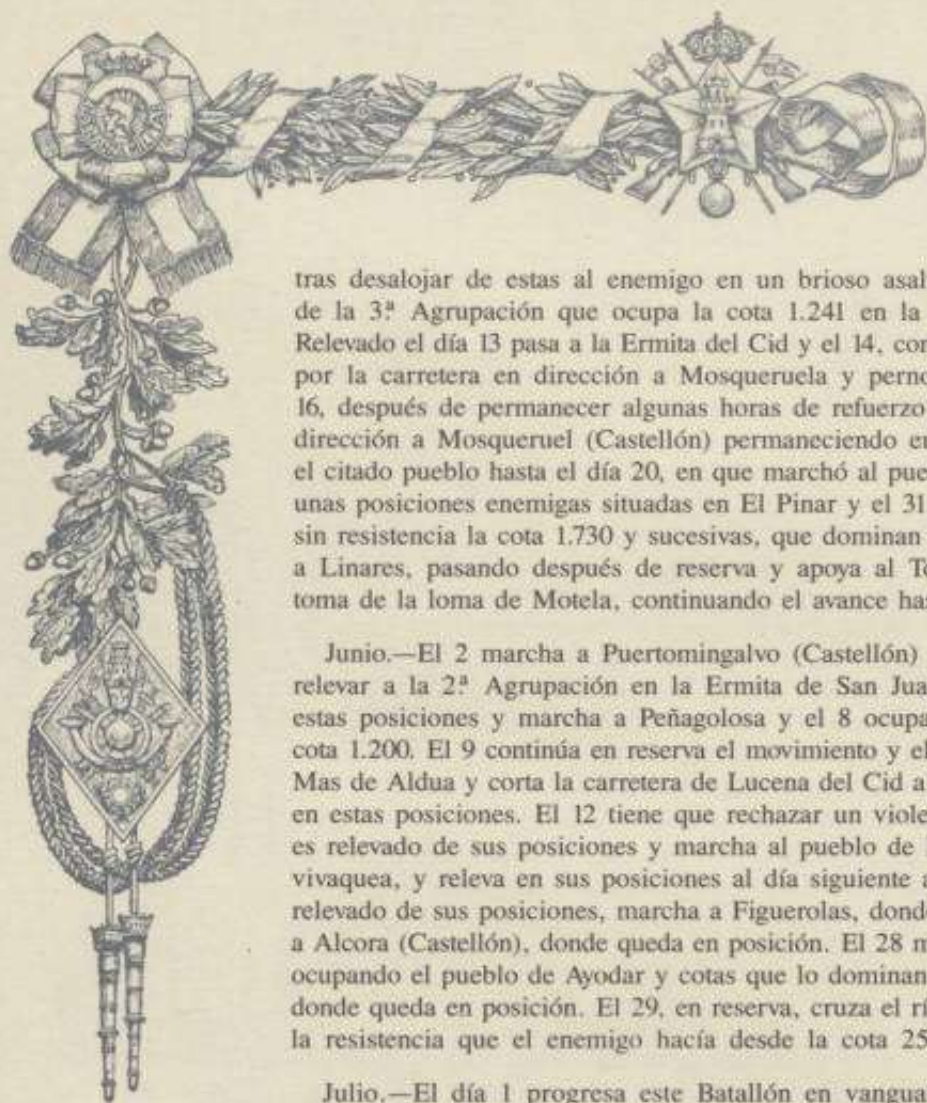 tras desalojar de estas al enemigo en un brioso asal
de la 3.ª Agrupación que ocupa la cota 1.241 en la
Relevado el día 13 pasa a la Ermita del Cid y el 14, con
por la carretera en dirección a Mosqueruela y perno
16, después de permanecer algunas horas de refuerzo
dirección a Mosqueruel (Castellón) permaneciendo en
el citado pueblo hasta el día 20, en que marchó al pue
unas posiciones enemigas situadas en El Pinar y el 31
sin resistencia la cota 1.730 y sucesivas, que dominan
a Linares, pasando después de reserva y apoya al To
toma de la loma de Motela, continuando el avance has
Junio.—El 2 marcha a Puertomingalvo (Castellón)
relevar a la 2.ª Agrupación en la Ermita de San Jua
estas posiciones y marcha a Peñagolosa y el 8 ocupa
cota 1.200. El 9 continúa en reserva el movimiento y el
Mas de Aldua y corta la carretera de Lucena del Cid a
en estas posiciones. El 12 tiene que rechazar un viole
es relevado de sus posiciones y marcha al pueblo de
vivaquea, y releva en sus posiciones al día siguiente a
relevado de sus posiciones, marcha a Figuerolas, dond
a Alcora (Castellón), donde queda en posición. El 28 m
ocupando el pueblo de Ayodar y cotas que lo dominan
donde queda en posición. El 29, en reserva, cruza el rí
la resistencia que el enemigo hacía desde la cota 25
Julio.—El día 1 progresa este Batallón en vangua